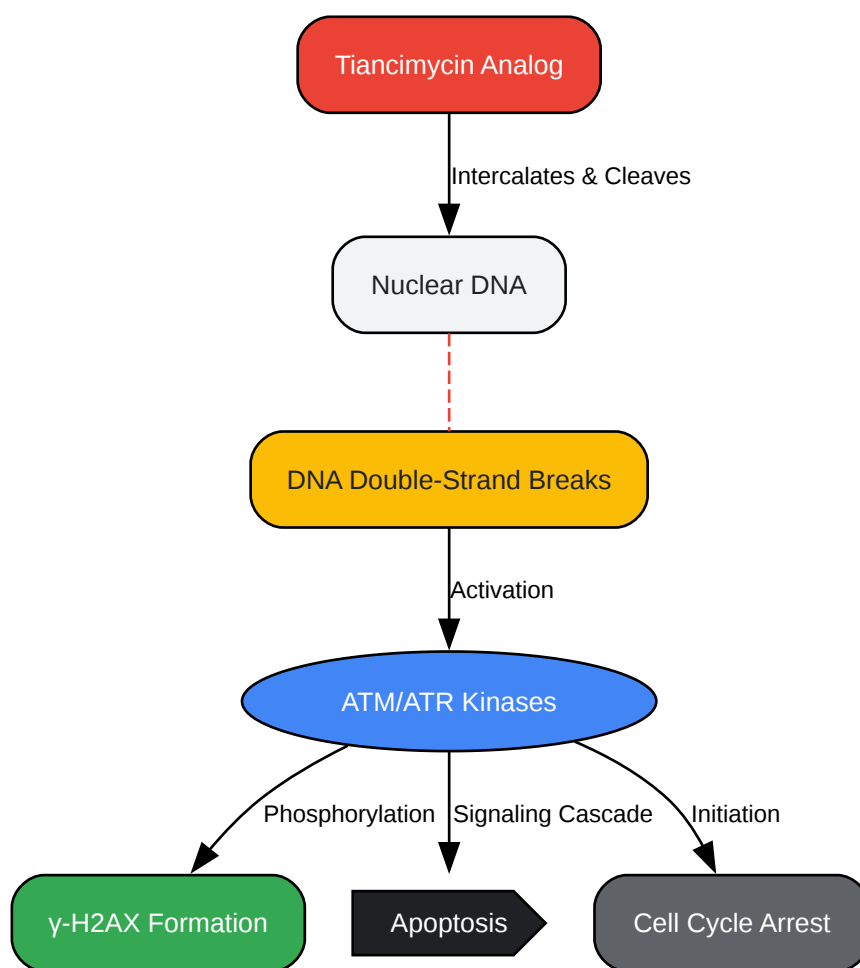 Tiancimycin Analog
Intercalates & Cleaves
Nuclear DNA
DNA Double-Strand Breaks
Activation
ATM/ATR Kinases
Phosphorylation
Signaling Cascade
Initiation
γ-H2AX Formation
Apoptosis
Cell Cycle Arrest